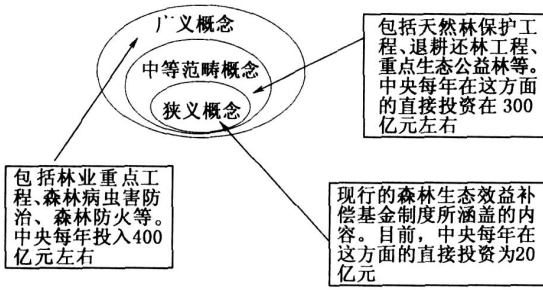 广义概念
中等范畴概念
狭义概念
包括天然林保护工
程、退耕还林工程、
重点生态公益林等。
中央每年在这方面
的直接投资在 300
亿元左右
包括林业重点工
程、森林病虫害防
治、森林防火等。
中央每年投入400
亿元左右
现行的森林生态效益补
偿基金制度所涵盖的内
容。目前，中央每年在
这方面的直接投资为20
亿元